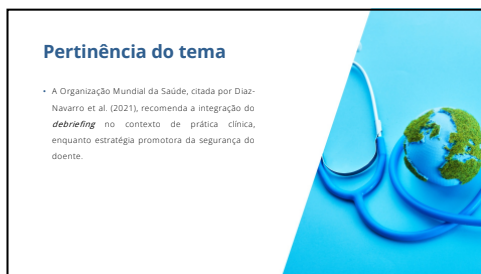 Pertinência do tema
• A Organização Mundial da Saúde, citada por Diaz-
Navarro et al. (2021), recomenda a integração do
debriefing no contexto de prática clínica,
enquanto estratégia promotora da segurança do
doente.